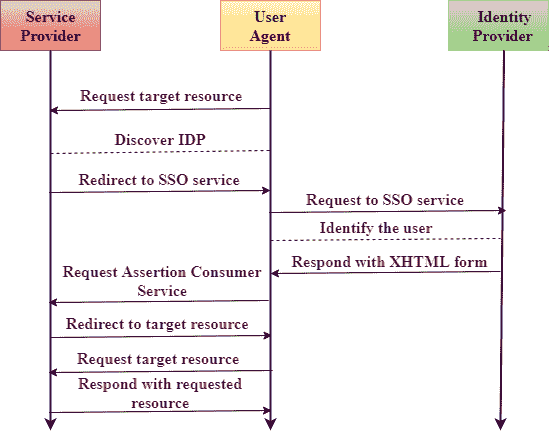 Service
Provider
User
Agent
Identity
Provider
Request target resource
Discover IDP
Redirect to SSO service
Request to SSO service
Identify the user
Respond with XHTML form
Request Assertion Consumer
Service
Redirect to target resource
Request target resource
Respond with requested
resource